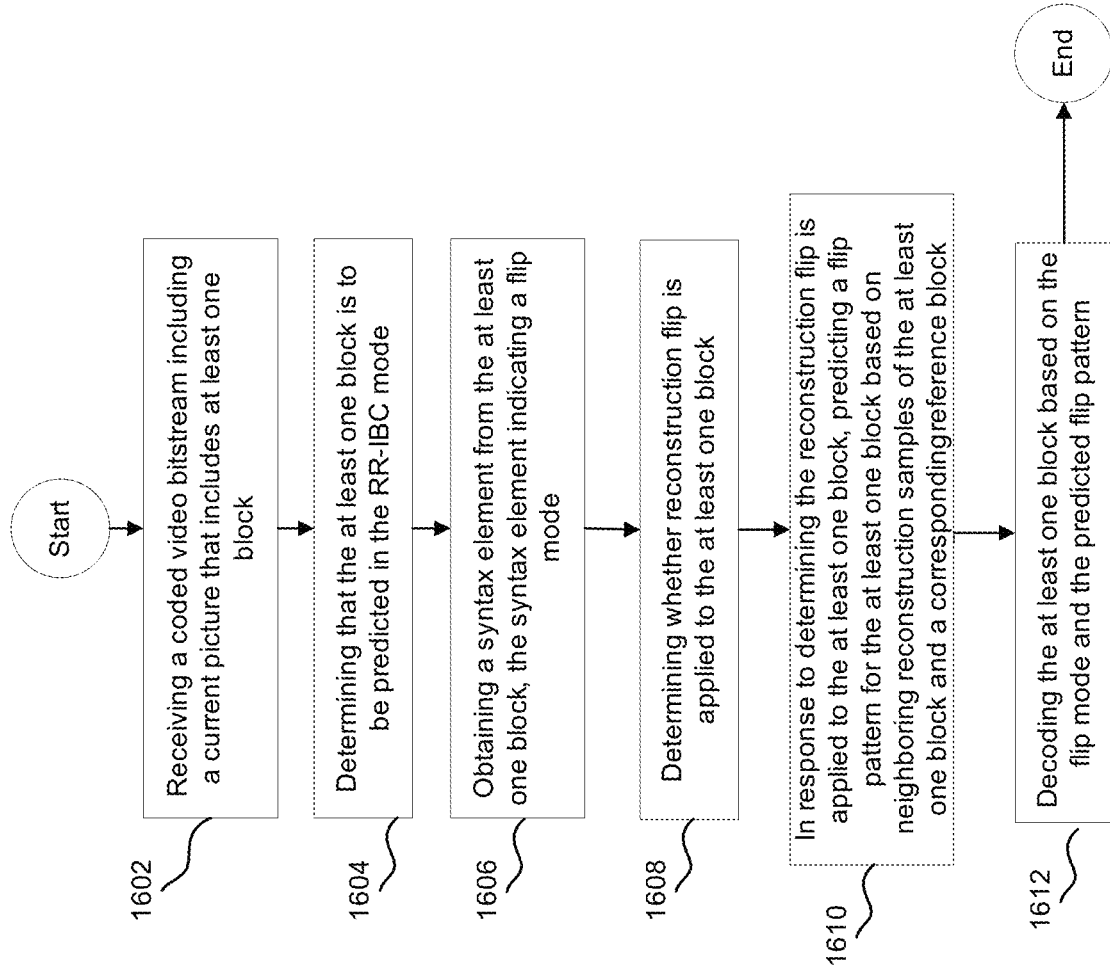 Start
1602
Receiving a coded video bitstream including
a current picture that includes at least one
block
1604
Determining that the at least one block is to
be predicted in the RR-IBC mode
1606
Obtaining a syntax element from the at least
one block, the syntax element indicating a flip
mode
1608
Determining whether reconstruction flip is
applied to the at least one block
1610
In response to determining the reconstruction flip is
applied to the at least one block, predicting a flip
pattern for the at least one block based on
neighboring reconstruction samples of the at least
one block and a corresponding reference block
1612
Decoding the at least one block based on the
flip mode and the predicted flip pattern
End